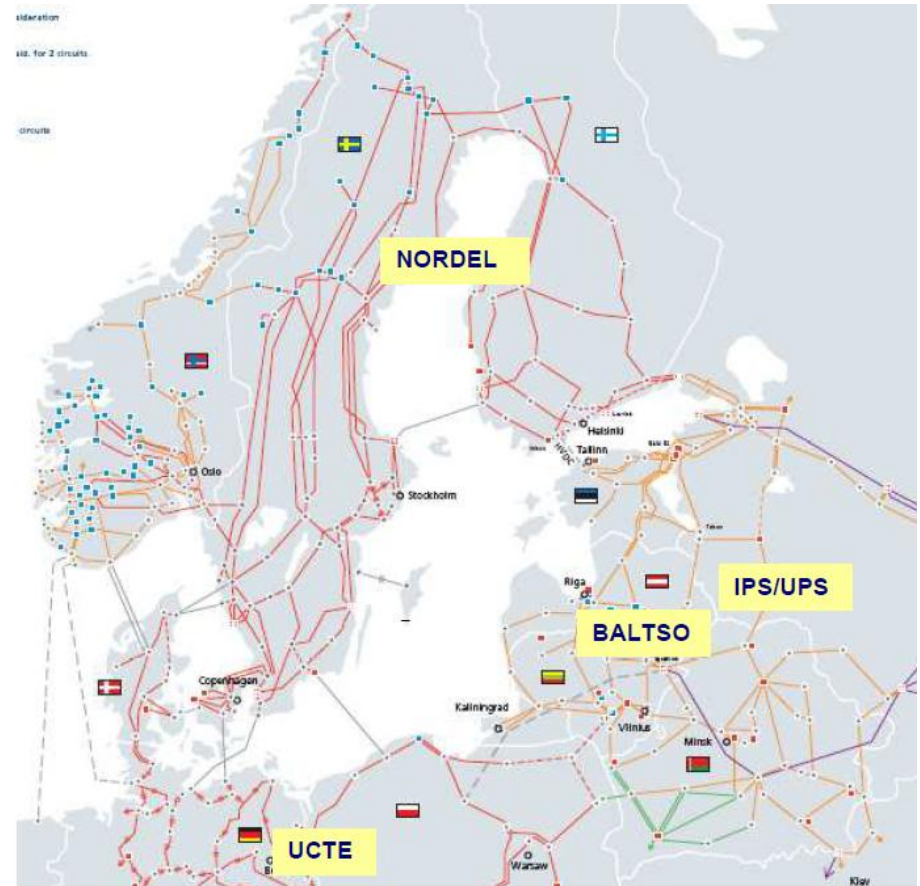 sideration
sid. for 2 circuits
circuits
NORDEL
Helsinki
HVDC
Tallinn
Oslo
Stockholm
Riga
IPS/UPS
BALTSO
Copenhagen
Kaliningrad
Vilnius
Minsk
UCTE
Warsaw
Kiev